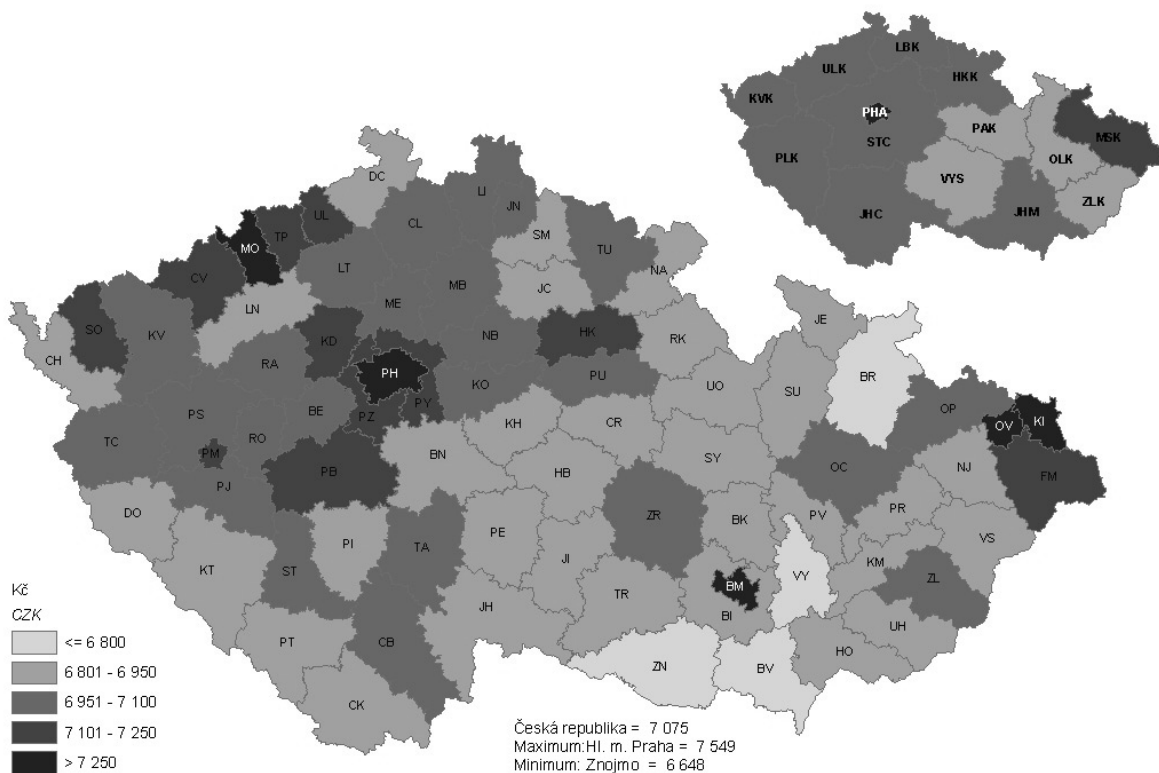 LBK
ULK
HKK
KVK
PHA
PAK
MSK
STC
PLK
OLK
VYS
ZLK
JHC
JHM
DC
LI
JN
UL
CL
SM
TU
MO
TP
CV
LT
MB
NA
JC
LN
ME
SO
KV
HK
NB
JE
KD
RK
CH
RA
PH
BR
KO
PU
UO
SU
PS
BE
PZ
PY
OP
OV
KI
TC
RO
KH
CR
PM
BN
SY
PB
HB
OC
NJ
FM
PJ
DO
ZR
BK
PV
PR
PI
TA
PE
VS
KT
ST
JI
KM
VY
ZL
BM
TR
BI
JH
UH
PT
CB
HO
ZN
BV
CK
Kč
CZK
<= 6 800
6 801 - 6 950
6 951 - 7 100
7 101 - 7 250
> 7 250
Česká republika = 7 075
Maximum: Hl. m. Praha = 7 549
Minimum: Znojmo = 6 648